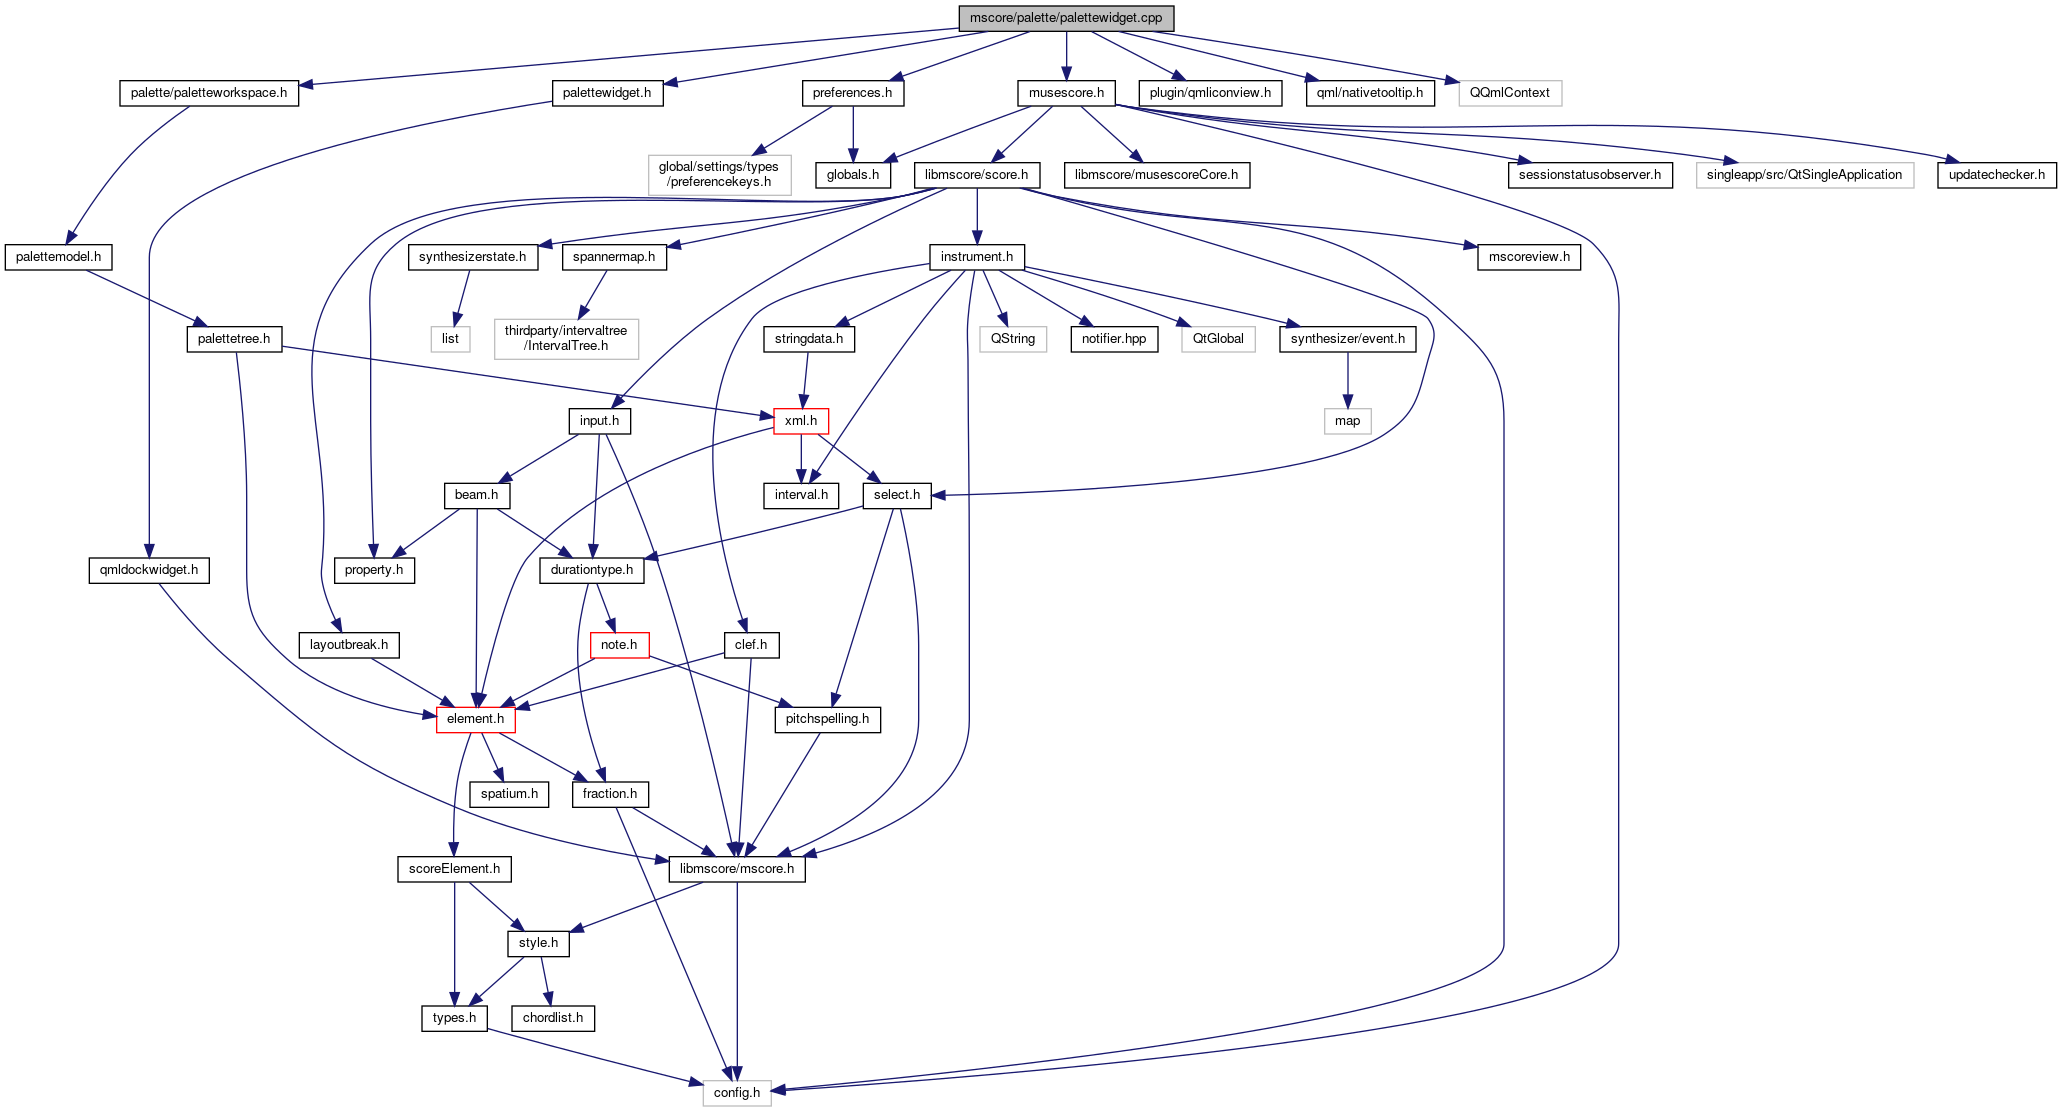 mscore/palette/palettewidget.cpp
palette/paletteworkspace.h
palettewidget.h
preferences.h
musescore.h
plugin/qmliconview.h
qml/nativetooltip.h
QQmlContext
global/settings/types
/preferencekeys.h
globals.h
libmscore/score.h
libmscore/musescoreCore.h
sessionstatusobserver.h
singleapp/src/QtSingleApplication
updatechecker.h
palettemodel.h
synthesizerstate.h
spannermap.h
instrument.h
mscoreview.h
palettetree.h
list
thirdparty/intervaltree
/IntervalTree.h
stringdata.h
QString
notifier.hpp
QtGlobal
synthesizer/event.h
input.h
xml.h
map
beam.h
interval.h
select.h
qmldockwidget.h
property.h
durationtype.h
layoutbreak.h
note.h
clef.h
element.h
pitchspelling.h
spatium.h
fraction.h
scoreElement.h
libmscore/mscore.h
style.h
types.h
chordlist.h
config.h